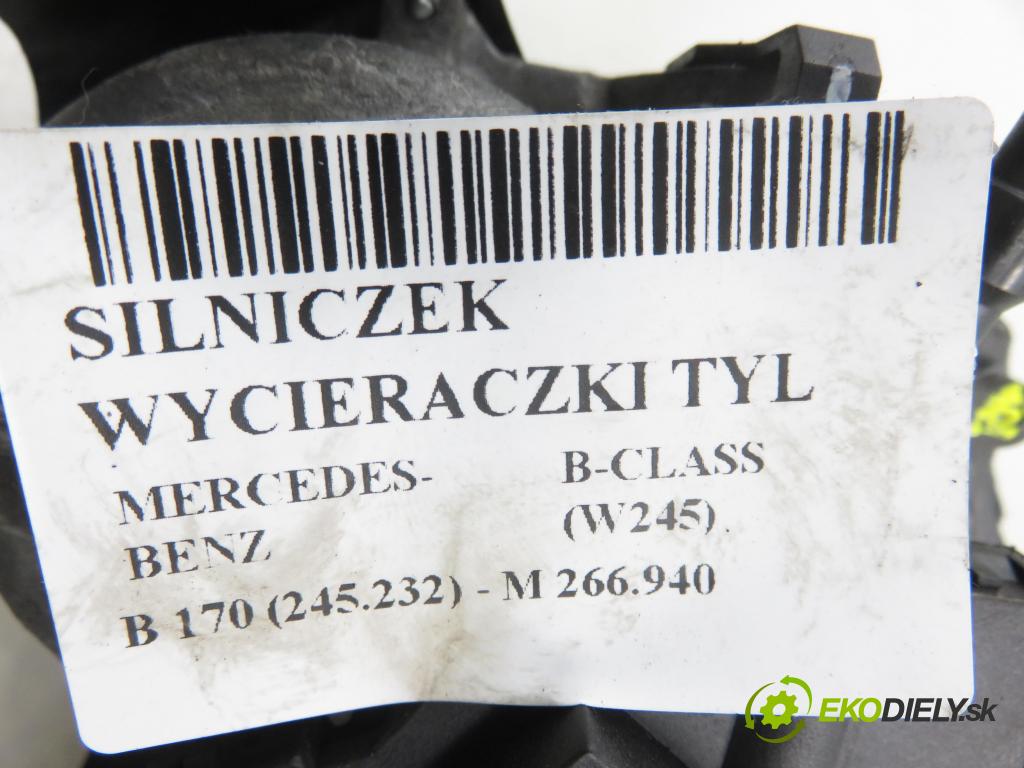 SILNICZEK
WYCIERACZKI TYL
MERCEDES-
BENZ
B-CLASS
(W245)
B 170 (245.232) - M 266.940
EKODIELY.sk